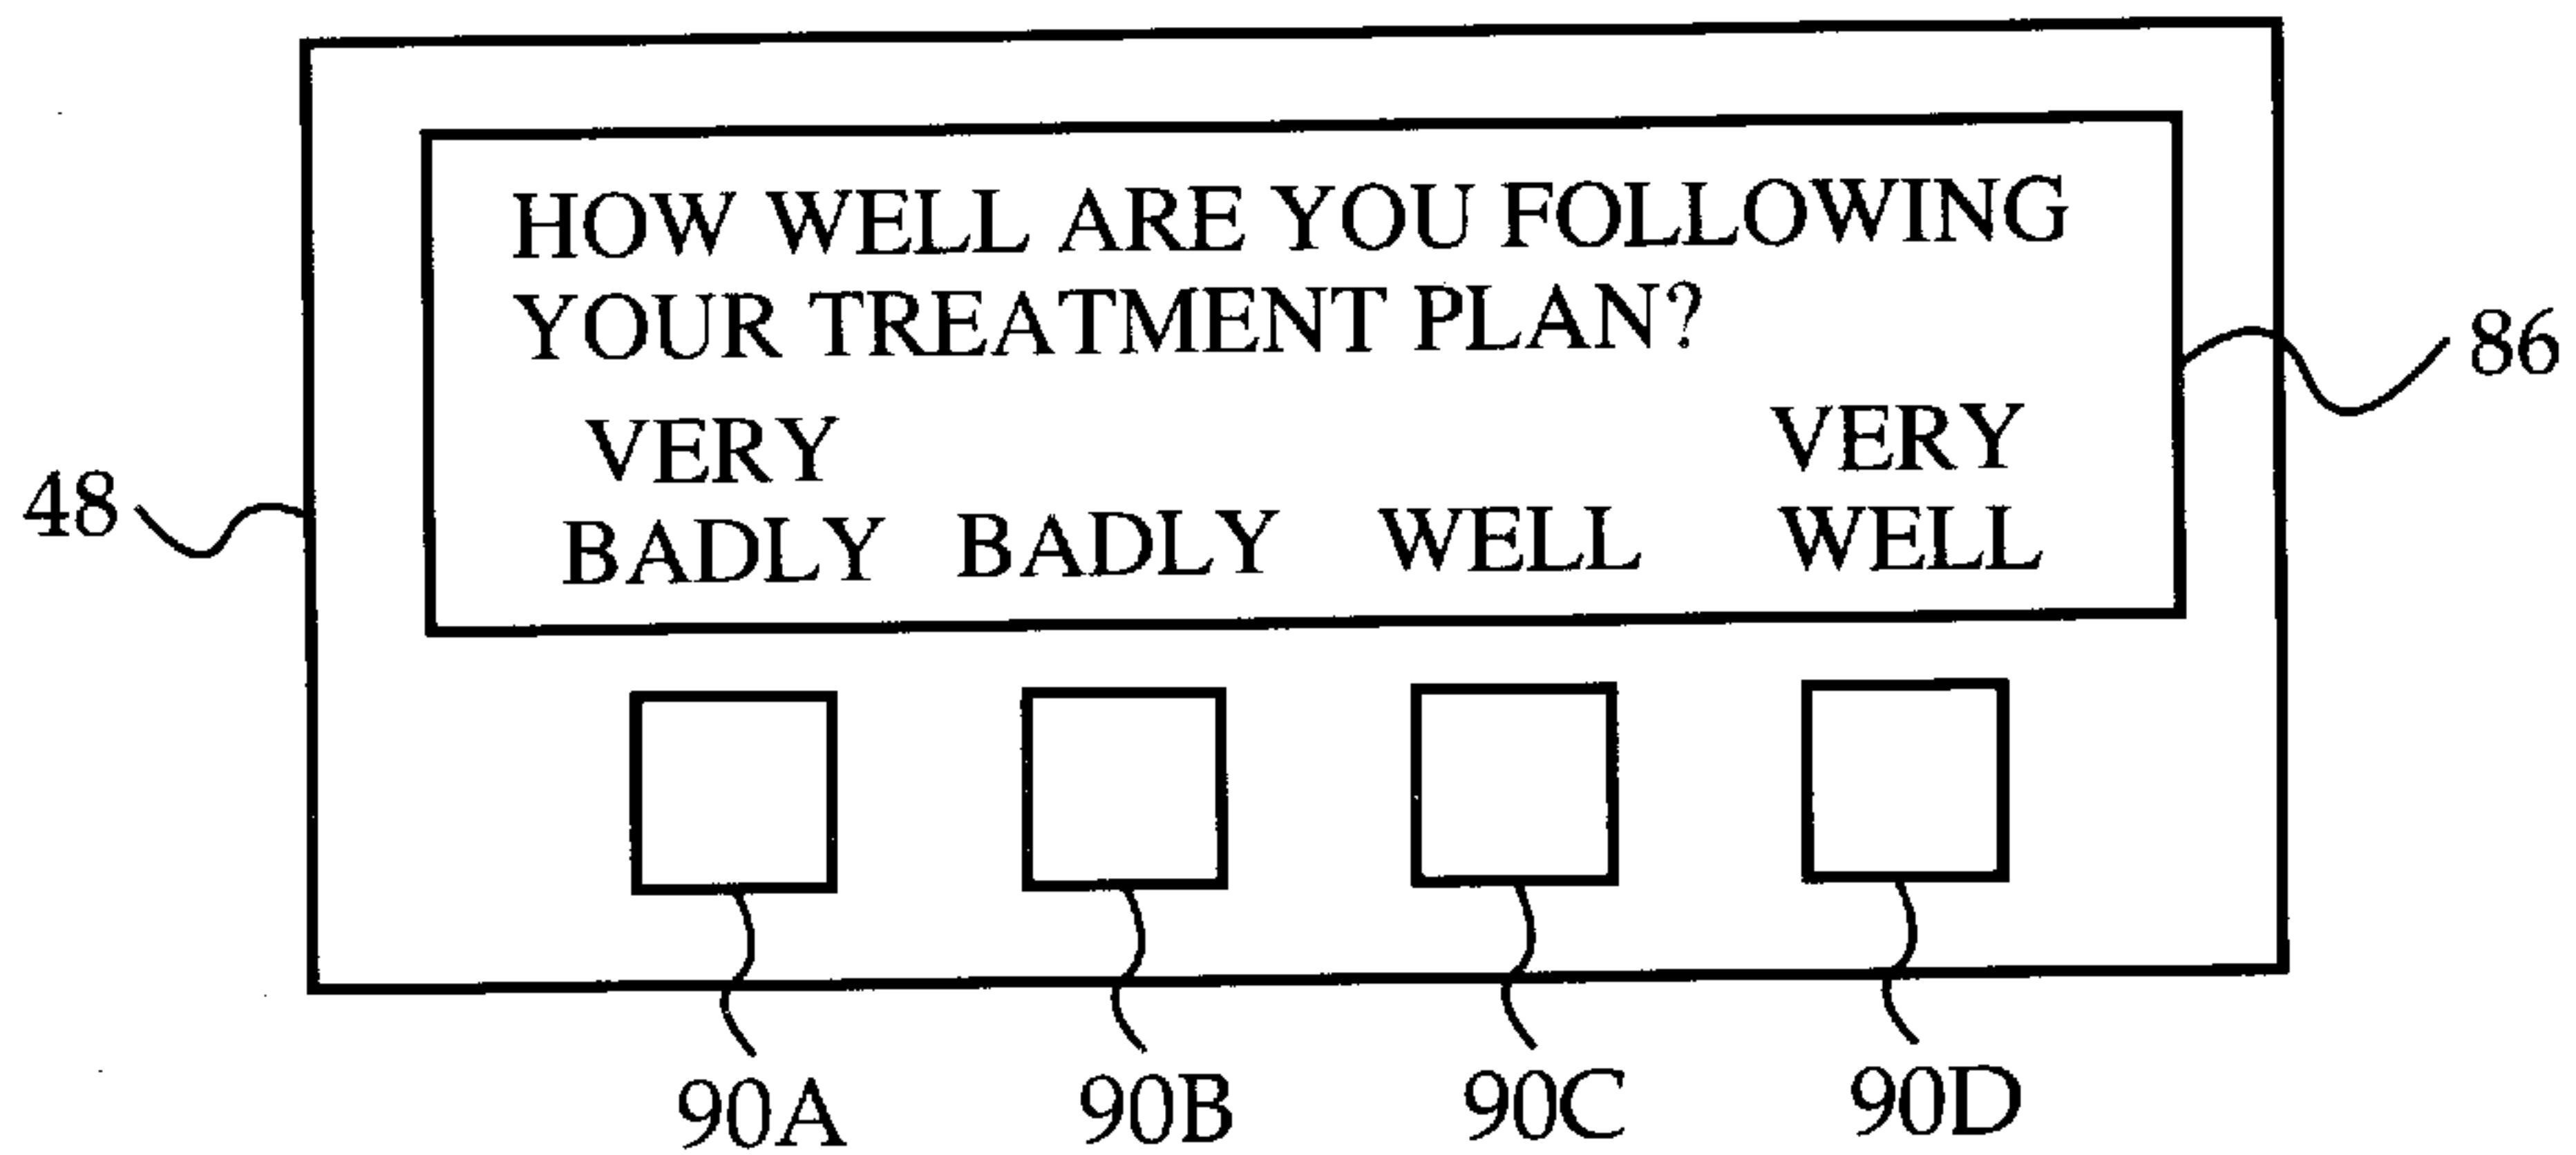 HOW WELL ARE YOU FOLLOWING
YOUR TREATMENT PLAN?
VERY VERY
BADLY BADLY WELL WELL
48
86
90A 90B 90C 90D